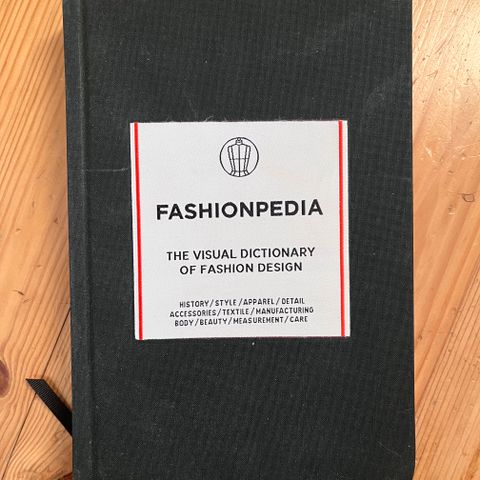 FASHIONPEDIA
THE VISUAL DICTIONARY
OF FASHION DESIGN
HISTORY/STYLE/APPAREL/DETAIL
ACCESSORIES/TEXTILE/MANUFACTURING
BODY/BEAUTY/MEASUREMENT/CARE